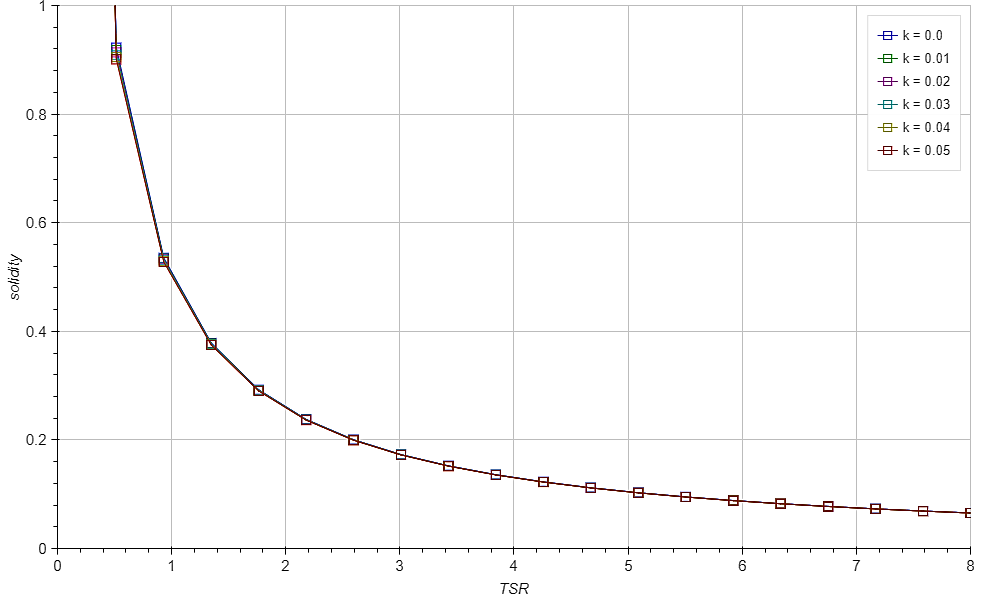 1
0.8
0.6
0.4
0.2
0
solidity
0
1
2
3
4
5
6
7
8
TSR
k = 0.0
k = 0.01
k = 0.02
k = 0.03
k = 0.04
k = 0.05